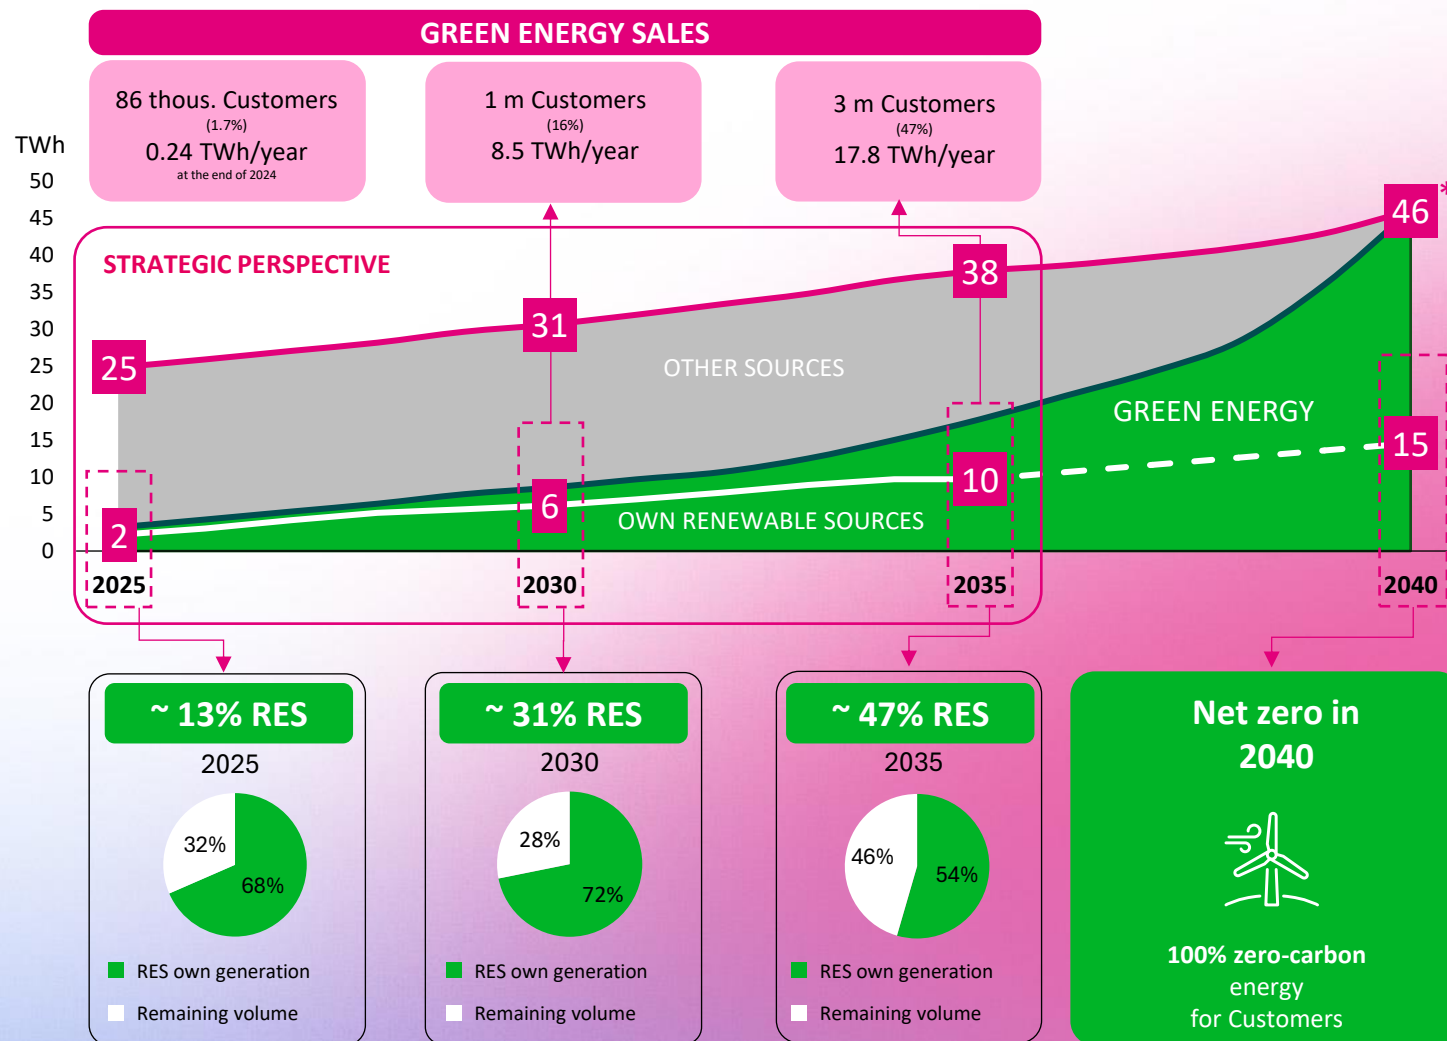 GREEN ENERGY SALES
86 thous. Customers
(1.7%)
0.24 TWh/year
at the end of 2024
1 m Customers
(16%)
8.5 TWh/year
3 m Customers
(47%)
17.8 TWh/year
TWh
50
45
40
35
30
25
20
15
10
5
0
STRATEGIC PERSPECTIVE
25
31
38
46*
OTHER SOURCES
GREEN ENERGY
2
6
10
15
OWN RENEWABLE SOURCES
2025
2030
2035
2040
~ 13% RES
2025
32%
68%
RES own generation
Remaining volume
~ 31% RES
2030
28%
72%
RES own generation
Remaining volume
~ 47% RES
2035
46%
54%
RES own generation
Remaining volume
Net zero in
2040
100% zero-carbon
energy
for Customers